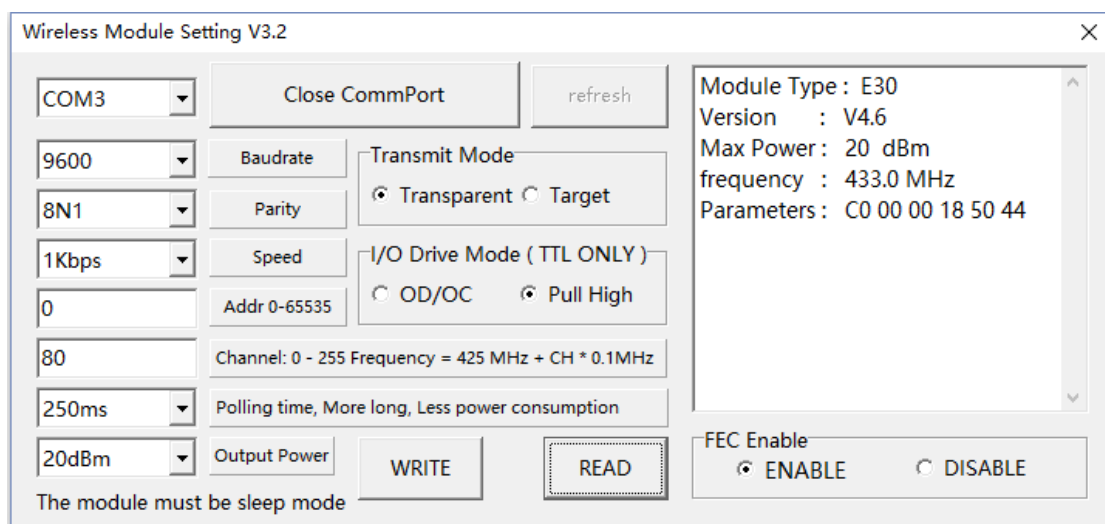 Wireless Module Setting V3.2
COM3
Close CommPort
refresh
9600
Baudrate
8N1
Parity
1Kbps
Speed
0
Addr 0-65535
80
Channel: 0 - 255 Frequency = 425 MHz + CH * 0.1MHz
250ms
Polling time, More long, Less power consumption
20dBm
Output Power
WRITE
READ
The module must be sleep mode
Transmit Mode
Transparent
Target
I/O Drive Mode ( TTL ONLY )
OD/OC
Pull High
Module Type : E30
Version : V4.6
Max Power : 20 dBm
frequency : 433.0 MHz
Parameters : C0 00 00 18 50 44
FEC Enable
ENABLE
DISABLE